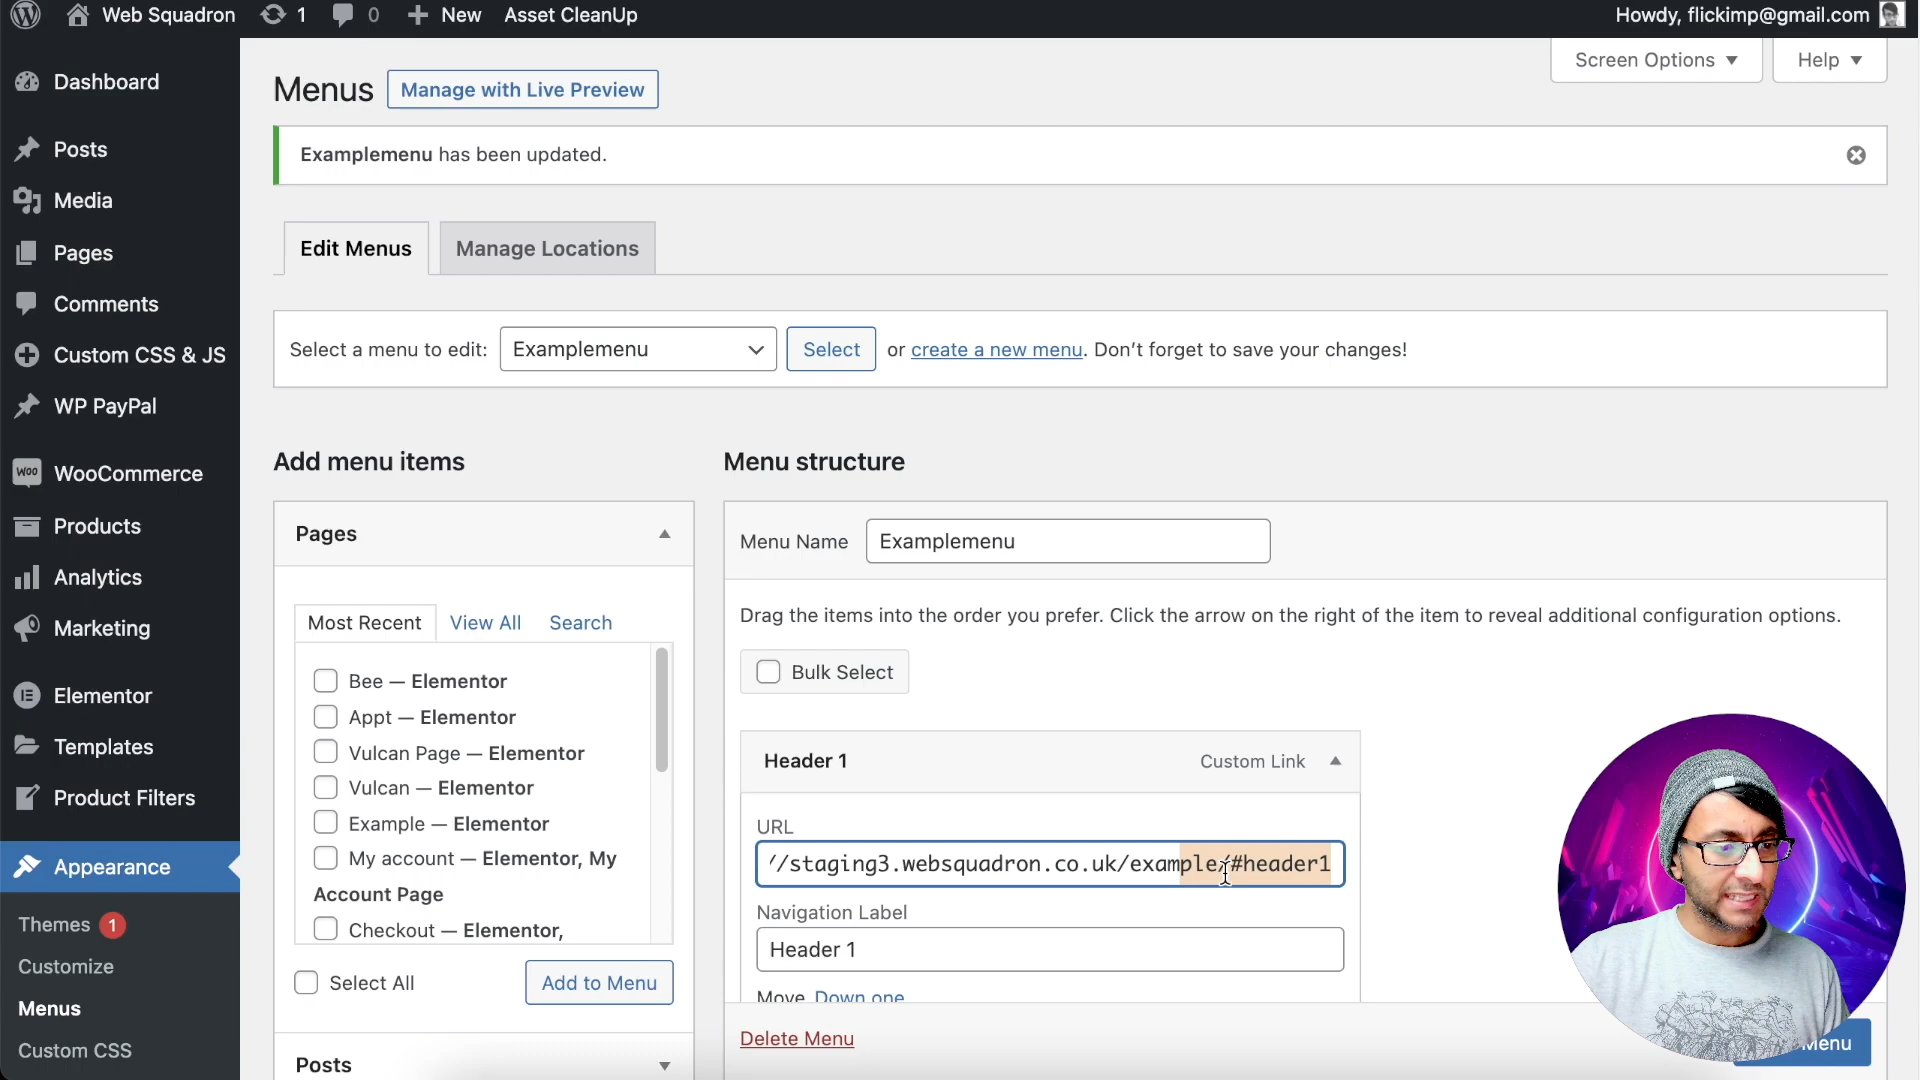 Web Squadron 1 0 New Asset CleanUp Howdy, flickimp@gmail.com
Screen Options ▼ Help ▼
Dashboard
Posts
Media
Pages
Comments
Custom CSS & JS
WP PayPal
WooCommerce
Products
Analytics
Marketing
Elementor
Templates
Product Filters
Appearance
Themes 1
Customize
Menus
Custom CSS
Menus Manage with Live Preview
Examplemenu has been updated.
Edit Menus Manage Locations
Select a menu to edit: Examplemenu Select or create a new menu. Don’t forget to save your changes!
Add menu items
Pages
Most Recent View All Search
Bee — Elementor
Appt — Elementor
Vulcan Page — Elementor
Vulcan — Elementor
Example — Elementor
My account — Elementor, My
Account Page
Checkout — Elementor,
Select All Add to Menu
Posts
Menu structure
Menu Name Examplemenu
Drag the items into the order you prefer. Click the arrow on the right of the item to reveal additional configuration options.
Bulk Select
Header 1 Custom Link
URL
//staging3.websquadron.co.uk/example/#header1
Navigation Label
Header 1
Move Down one
Delete Menu
Menu